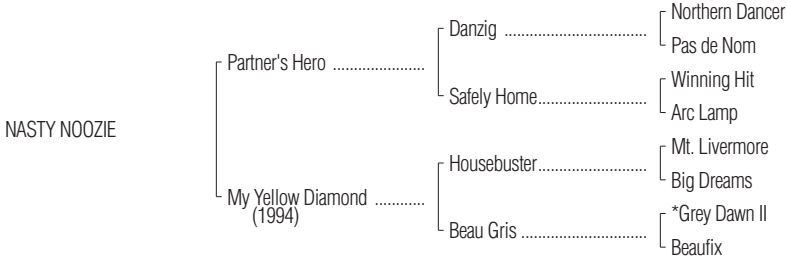 Northern Dancer
Danzig ................................
Pas de Nom
Partner's Hero ......................
Winning Hit
Safely Home...........................
Arc Lamp
NASTY NOOZIE
Mt. Livermore
Housebuster...........................
Big Dreams
My Yellow Diamond ............
(1994)
*Grey Dawn II
Beau Gris ..............................
Beaufix